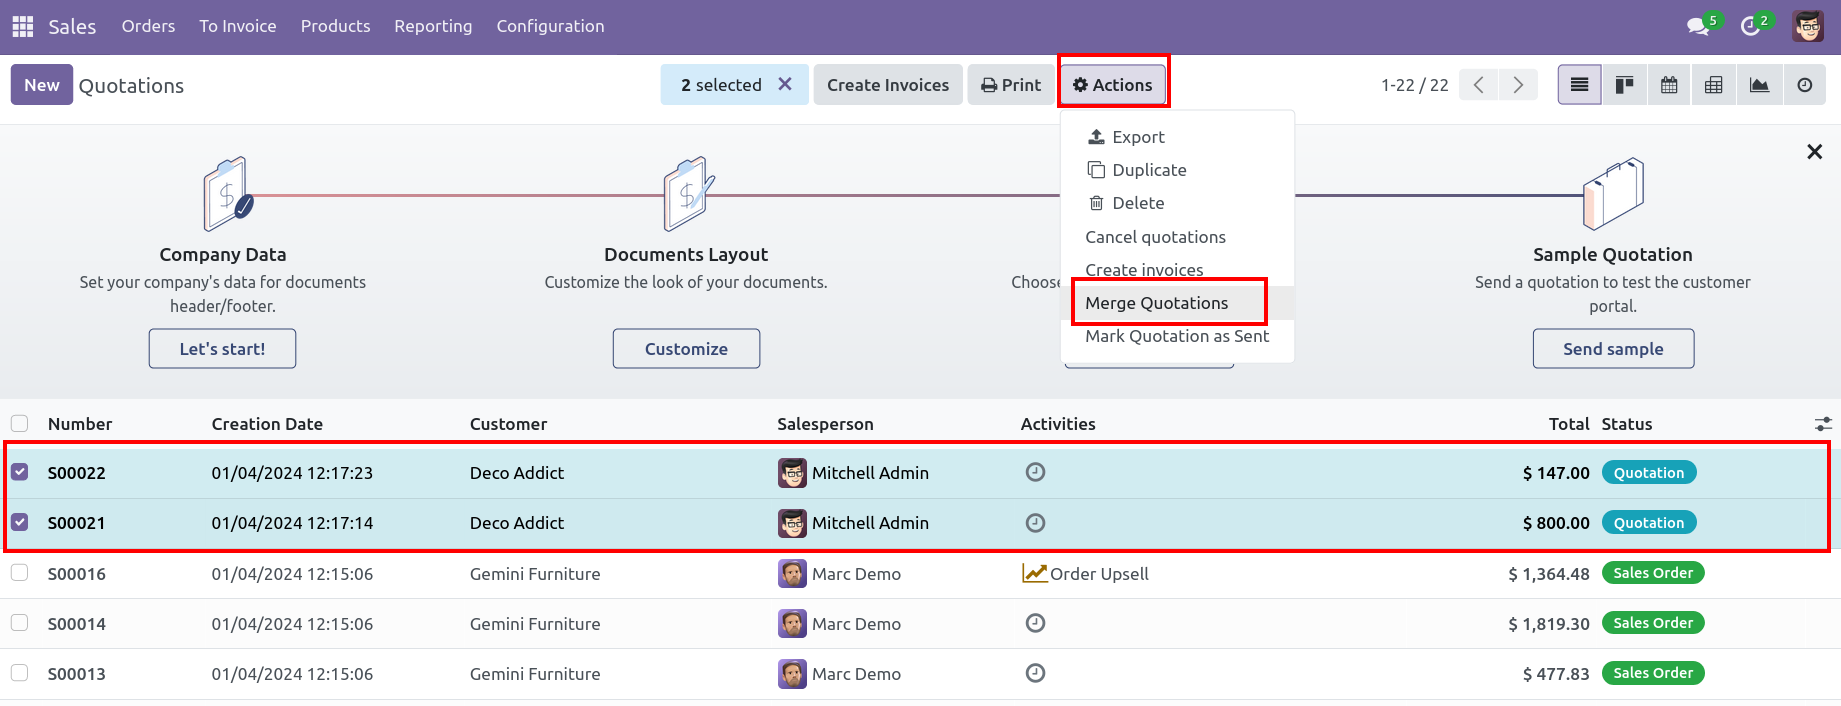 Sales Orders To Invoice Products Reporting Configuration 5 2
New Quotations 2 selected Create Invoices Print Actions 1-22 / 22
Export
Duplicate
Delete
Cancel quotations
Create invoices
Merge Quotations
Mark Quotation as Sent
Company Data
Set your company's data for documents
header/footer.
Let's start!
Documents Layout
Customize the look of your documents.
Customize
Choose
Sample Quotation
Send a quotation to test the customer
portal.
Send sample
Number Creation Date Customer Salesperson Activities Total Status
S00022 01/04/2024 12:17:23 Deco Addict Mitchell Admin $ 147.00 Quotation
S00021 01/04/2024 12:17:14 Deco Addict Mitchell Admin $ 800.00 Quotation
S00016 01/04/2024 12:15:06 Gemini Furniture Marc Demo Order Upsell $ 1,364.48 Sales Order
S00014 01/04/2024 12:15:06 Gemini Furniture Marc Demo $ 1,819.30 Sales Order
S00013 01/04/2024 12:15:06 Gemini Furniture Marc Demo $ 477.83 Sales Order